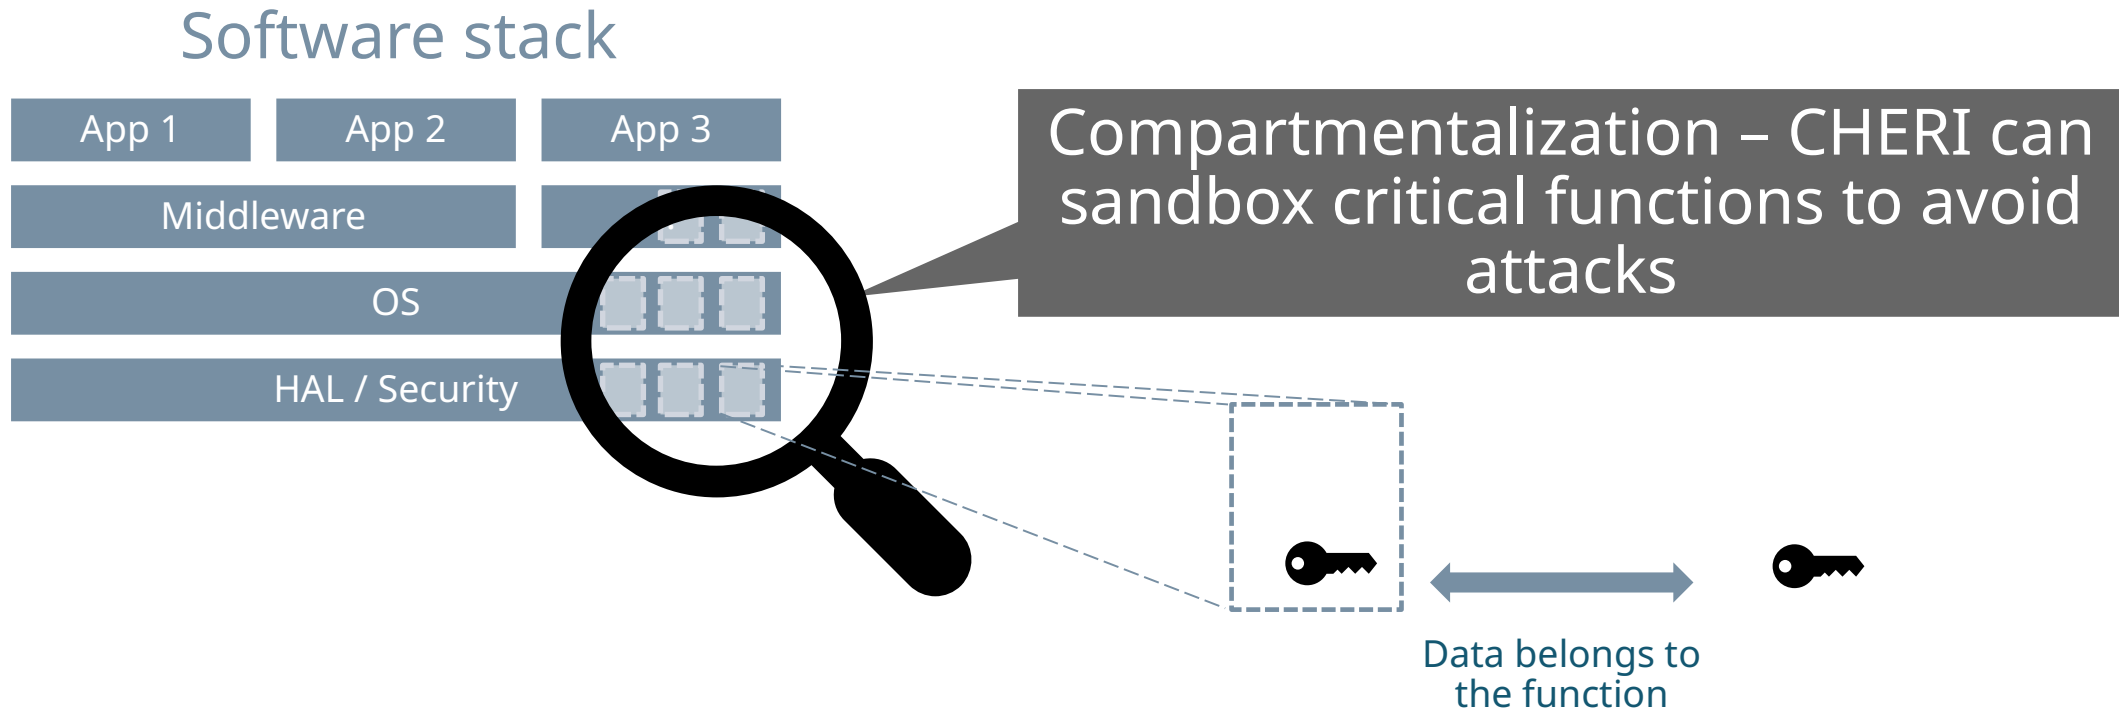 Software stack
App 1
App 2
App 3
Compartmentalization – CHERI can
sandbox critical functions to avoid
attacks
Middleware
OS
HAL / Security
Data belongs to
the function